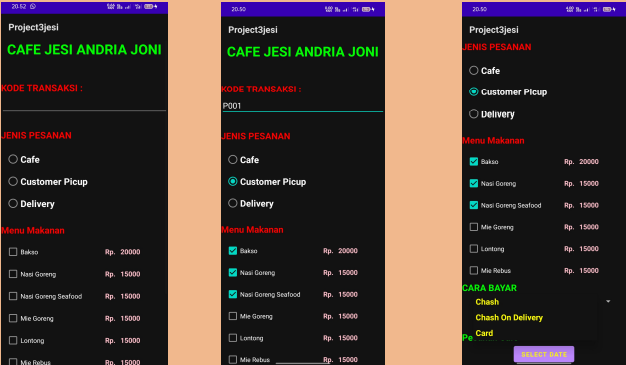 20.52
Project3jesi
CAFE JESI ANDRIA JONI
KODE TRANSAKSI :
JENIS PESANAN
Cafe
Customer Picup
Delivery
Menu Makanan
Bakso Rp. 20000
Nasi Goreng Rp. 15000
Nasi Goreng Seafood Rp. 15000
Mie Goreng Rp. 15000
Lontong Rp. 15000
Mie Rebus Rp. 15000
20.50
Project3jesi
CAFE JESI ANDRIA JONI
KODE TRANSAKSI :
P001
JENIS PESANAN
Cafe
Customer Picup
Delivery
Menu Makanan
Bakso Rp. 20000
Nasi Goreng Rp. 15000
Nasi Goreng Seafood Rp. 15000
Mie Goreng Rp. 15000
Lontong Rp. 15000
Mie Rebus Rp. 15000
20.50
Project3jesi
JENIS PESANAN
Cafe
Customer Picup
Delivery
Menu Makanan
Bakso Rp. 20000
Nasi Goreng Rp. 15000
Nasi Goreng Seafood Rp. 15000
Mie Goreng Rp. 15000
Lontong Rp. 15000
Mie Rebus Rp. 15000
CARA BAYAR
Chash
Chash On Delivery
Card
Pe
SELECT DATE